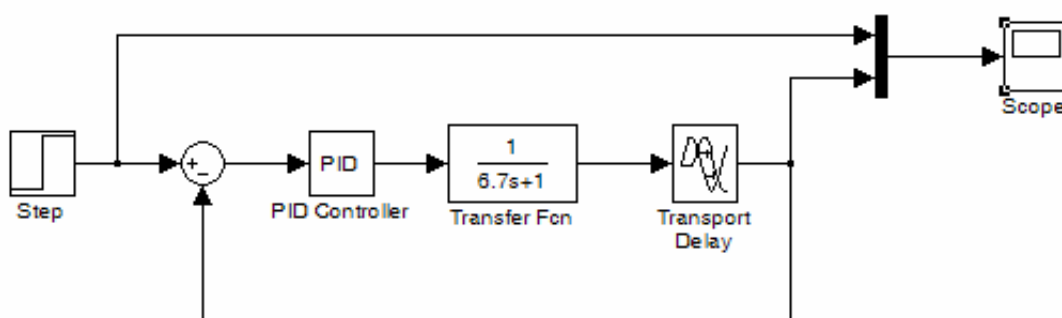 Scope
+
−
PID
1
6.7s+1
Step
PID Controller
Transfer Fcn
Transport
Delay